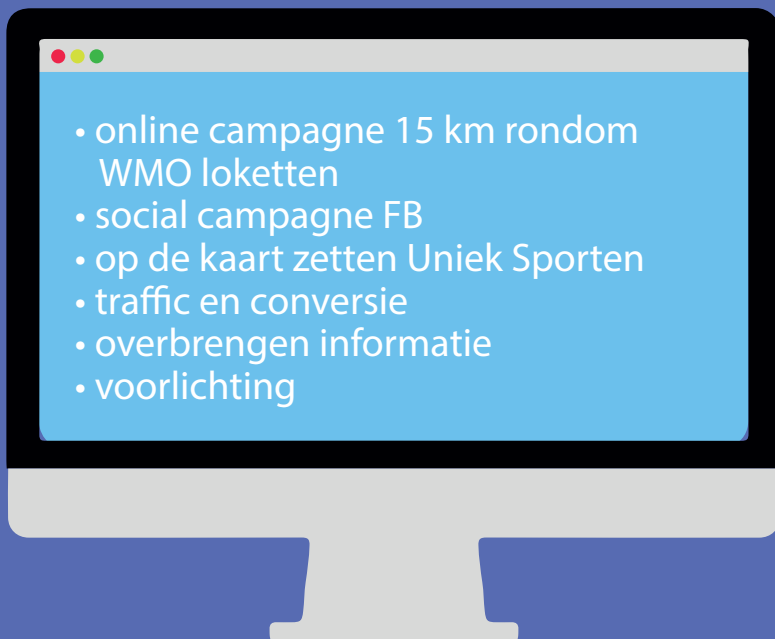 • online campagne 15 km rondom
WMO loketten
• social campagne FB
• op de kaart zetten Uniek Sporten
• traffic en conversie
• overbrengen informatie
• voorlichting